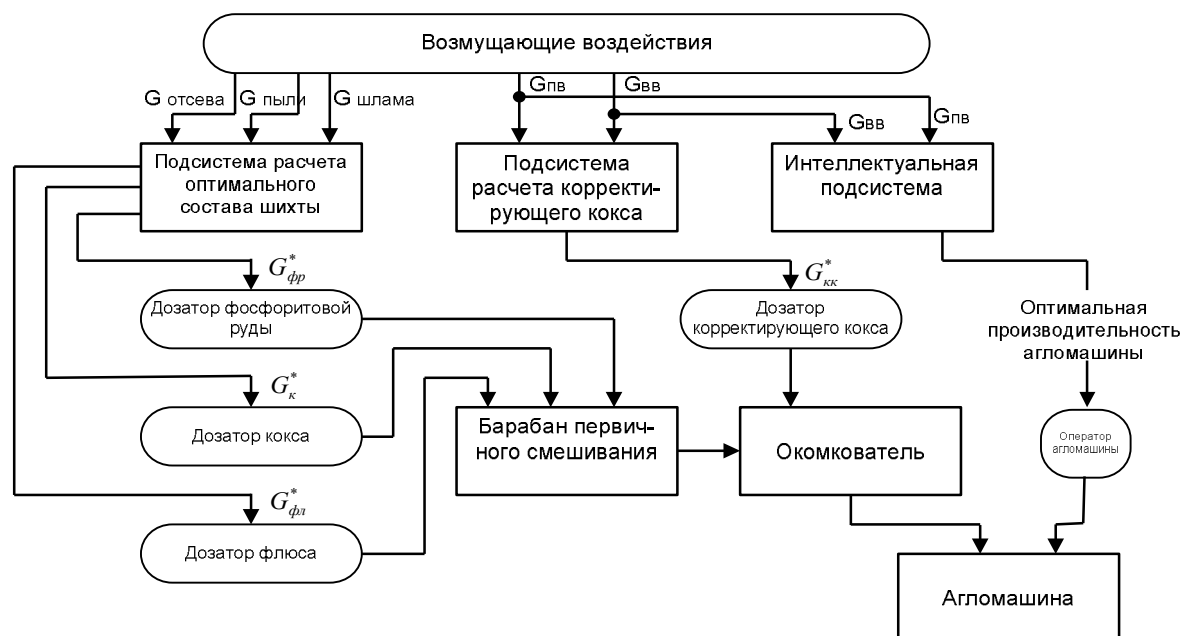 Возмущающие воздействия
G отсева
G пыли
G шлама
Gпв
Gвв
Gвв
Gпв
Подсистема расчета
оптимального
состава шихты
Подсистема
расчета корректи-
рующего кокса
Интеллектуальная
подсистема
G*фр
G*кк
Дозатор фосфоритовой
руды
Дозатор
корректирующего кокса
Оптимальная
производительность
агломашины
G*к
Дозатор кокса
Барабан первич-
ного смешивания
Окомкователь
Оператор
агломашины
G*фл
Дозатор флюса
Агломашина